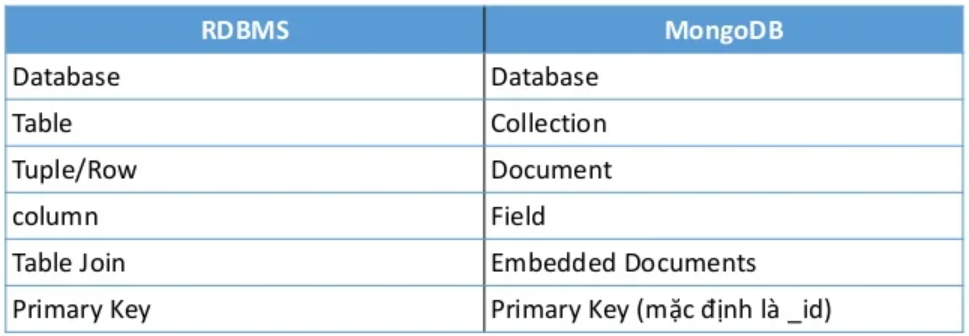 RDBMS MongoDB
Database Database
Table Collection
Tuple/Row Document
column Field
Table Join Embedded Documents
Primary Key Primary Key (mặc định là _id)